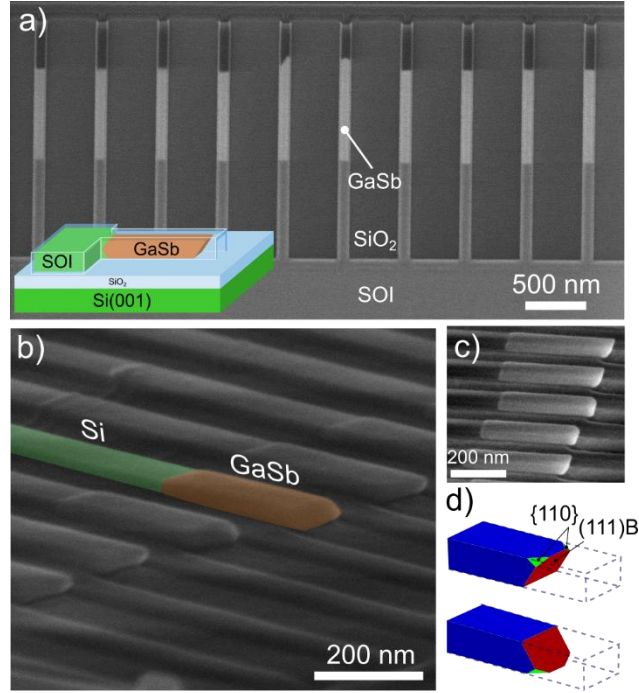 a)
GaSb
SiO₂
SOI
500 nm
SOI
GaSb
SiO₂
Si(001)
b)
Si
GaSb
200 nm
c)
200 nm
d)
{110}
(111)B